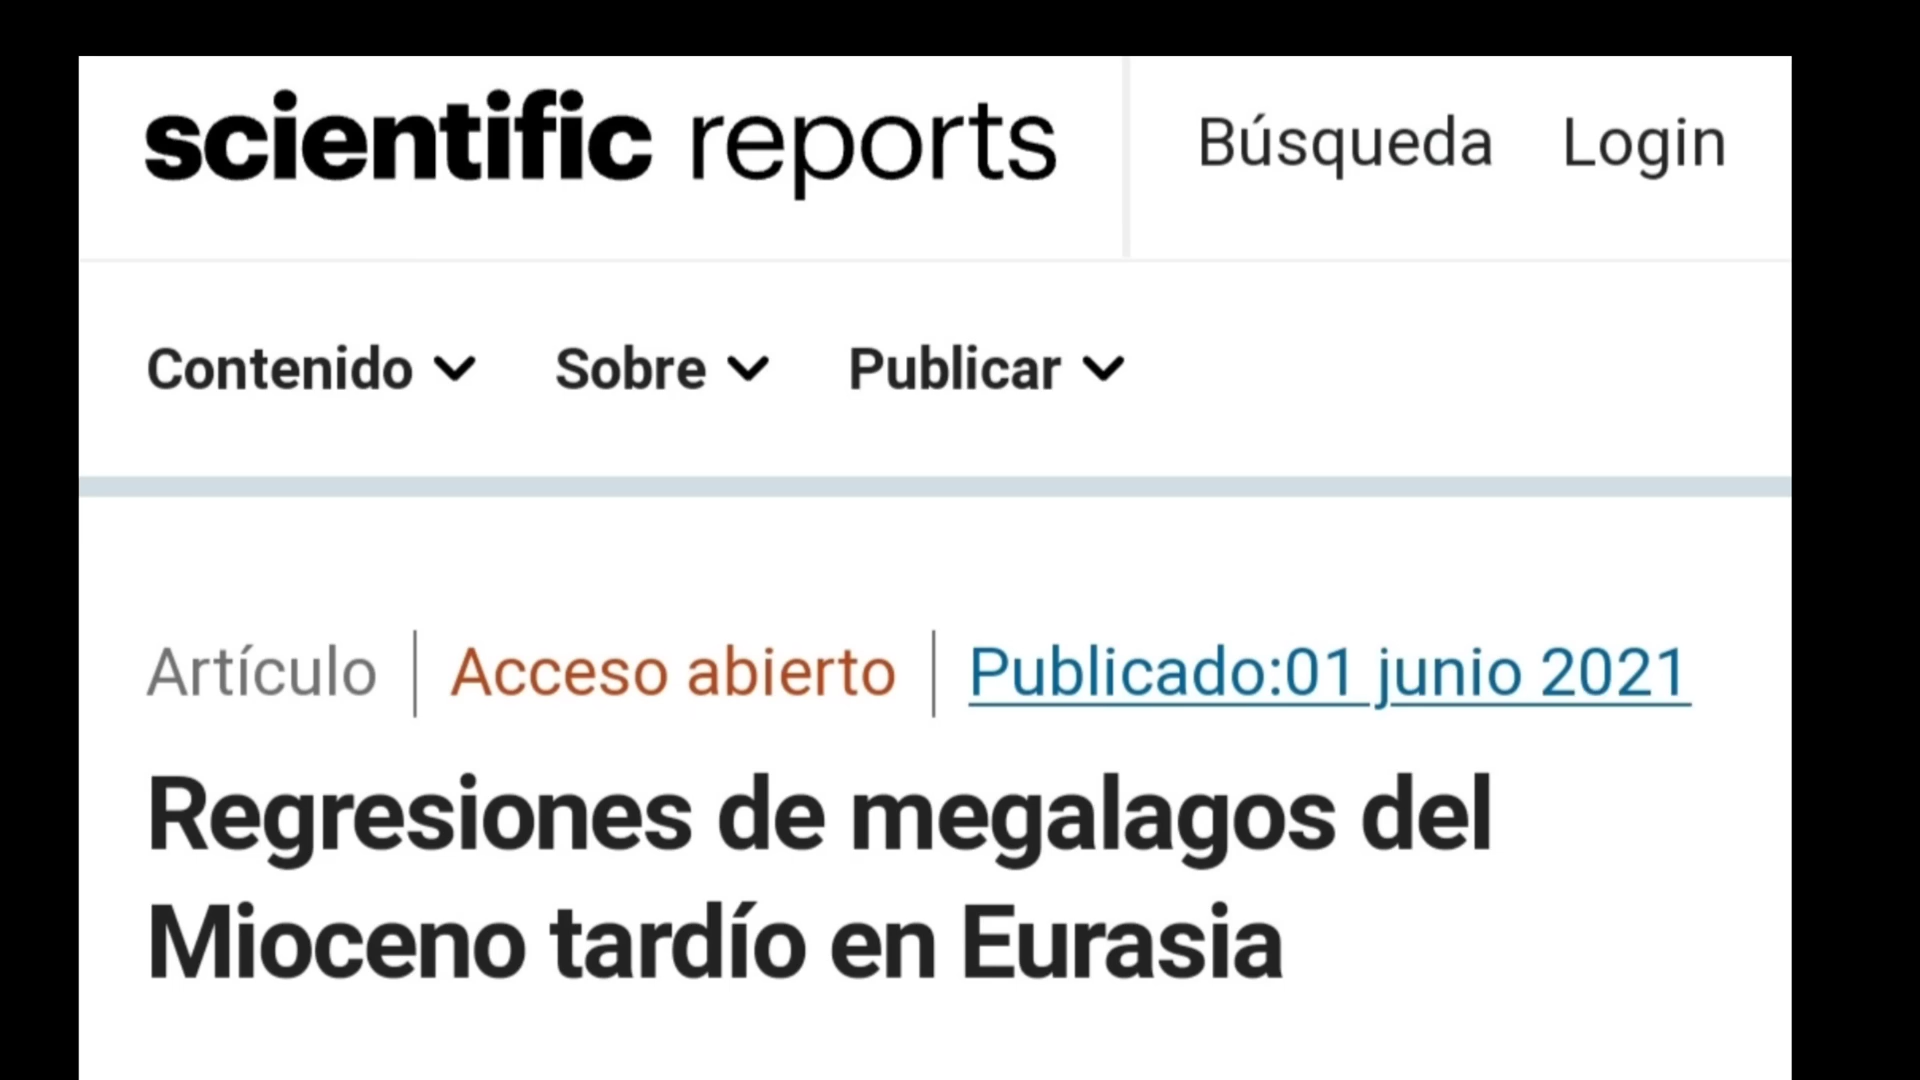 scientific reports
Búsqueda Login
Contenido Sobre Publicar
Artículo Acceso abierto Publicado:01 junio 2021
Regresiones de megalagos del
Mioceno tardío en Eurasia